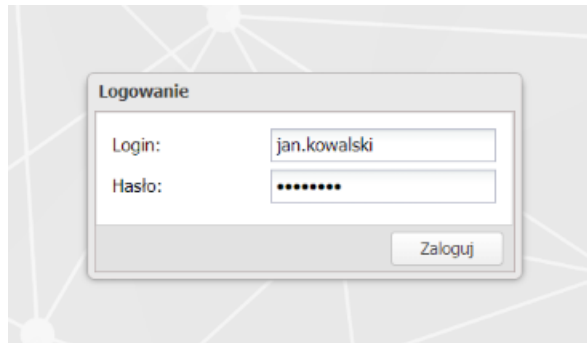 Logowanie
Login: jan.kowalski
Hasło: ••••••••
Zaloguj